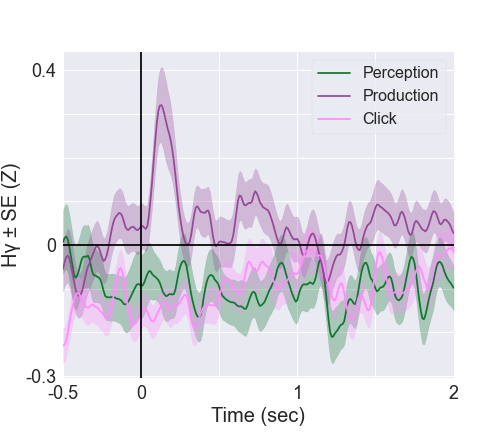 Perception
Production
Click
Hγ ± SE (Z)
0.4
0
-0.3
-0.5 0 1 2
Time (sec)